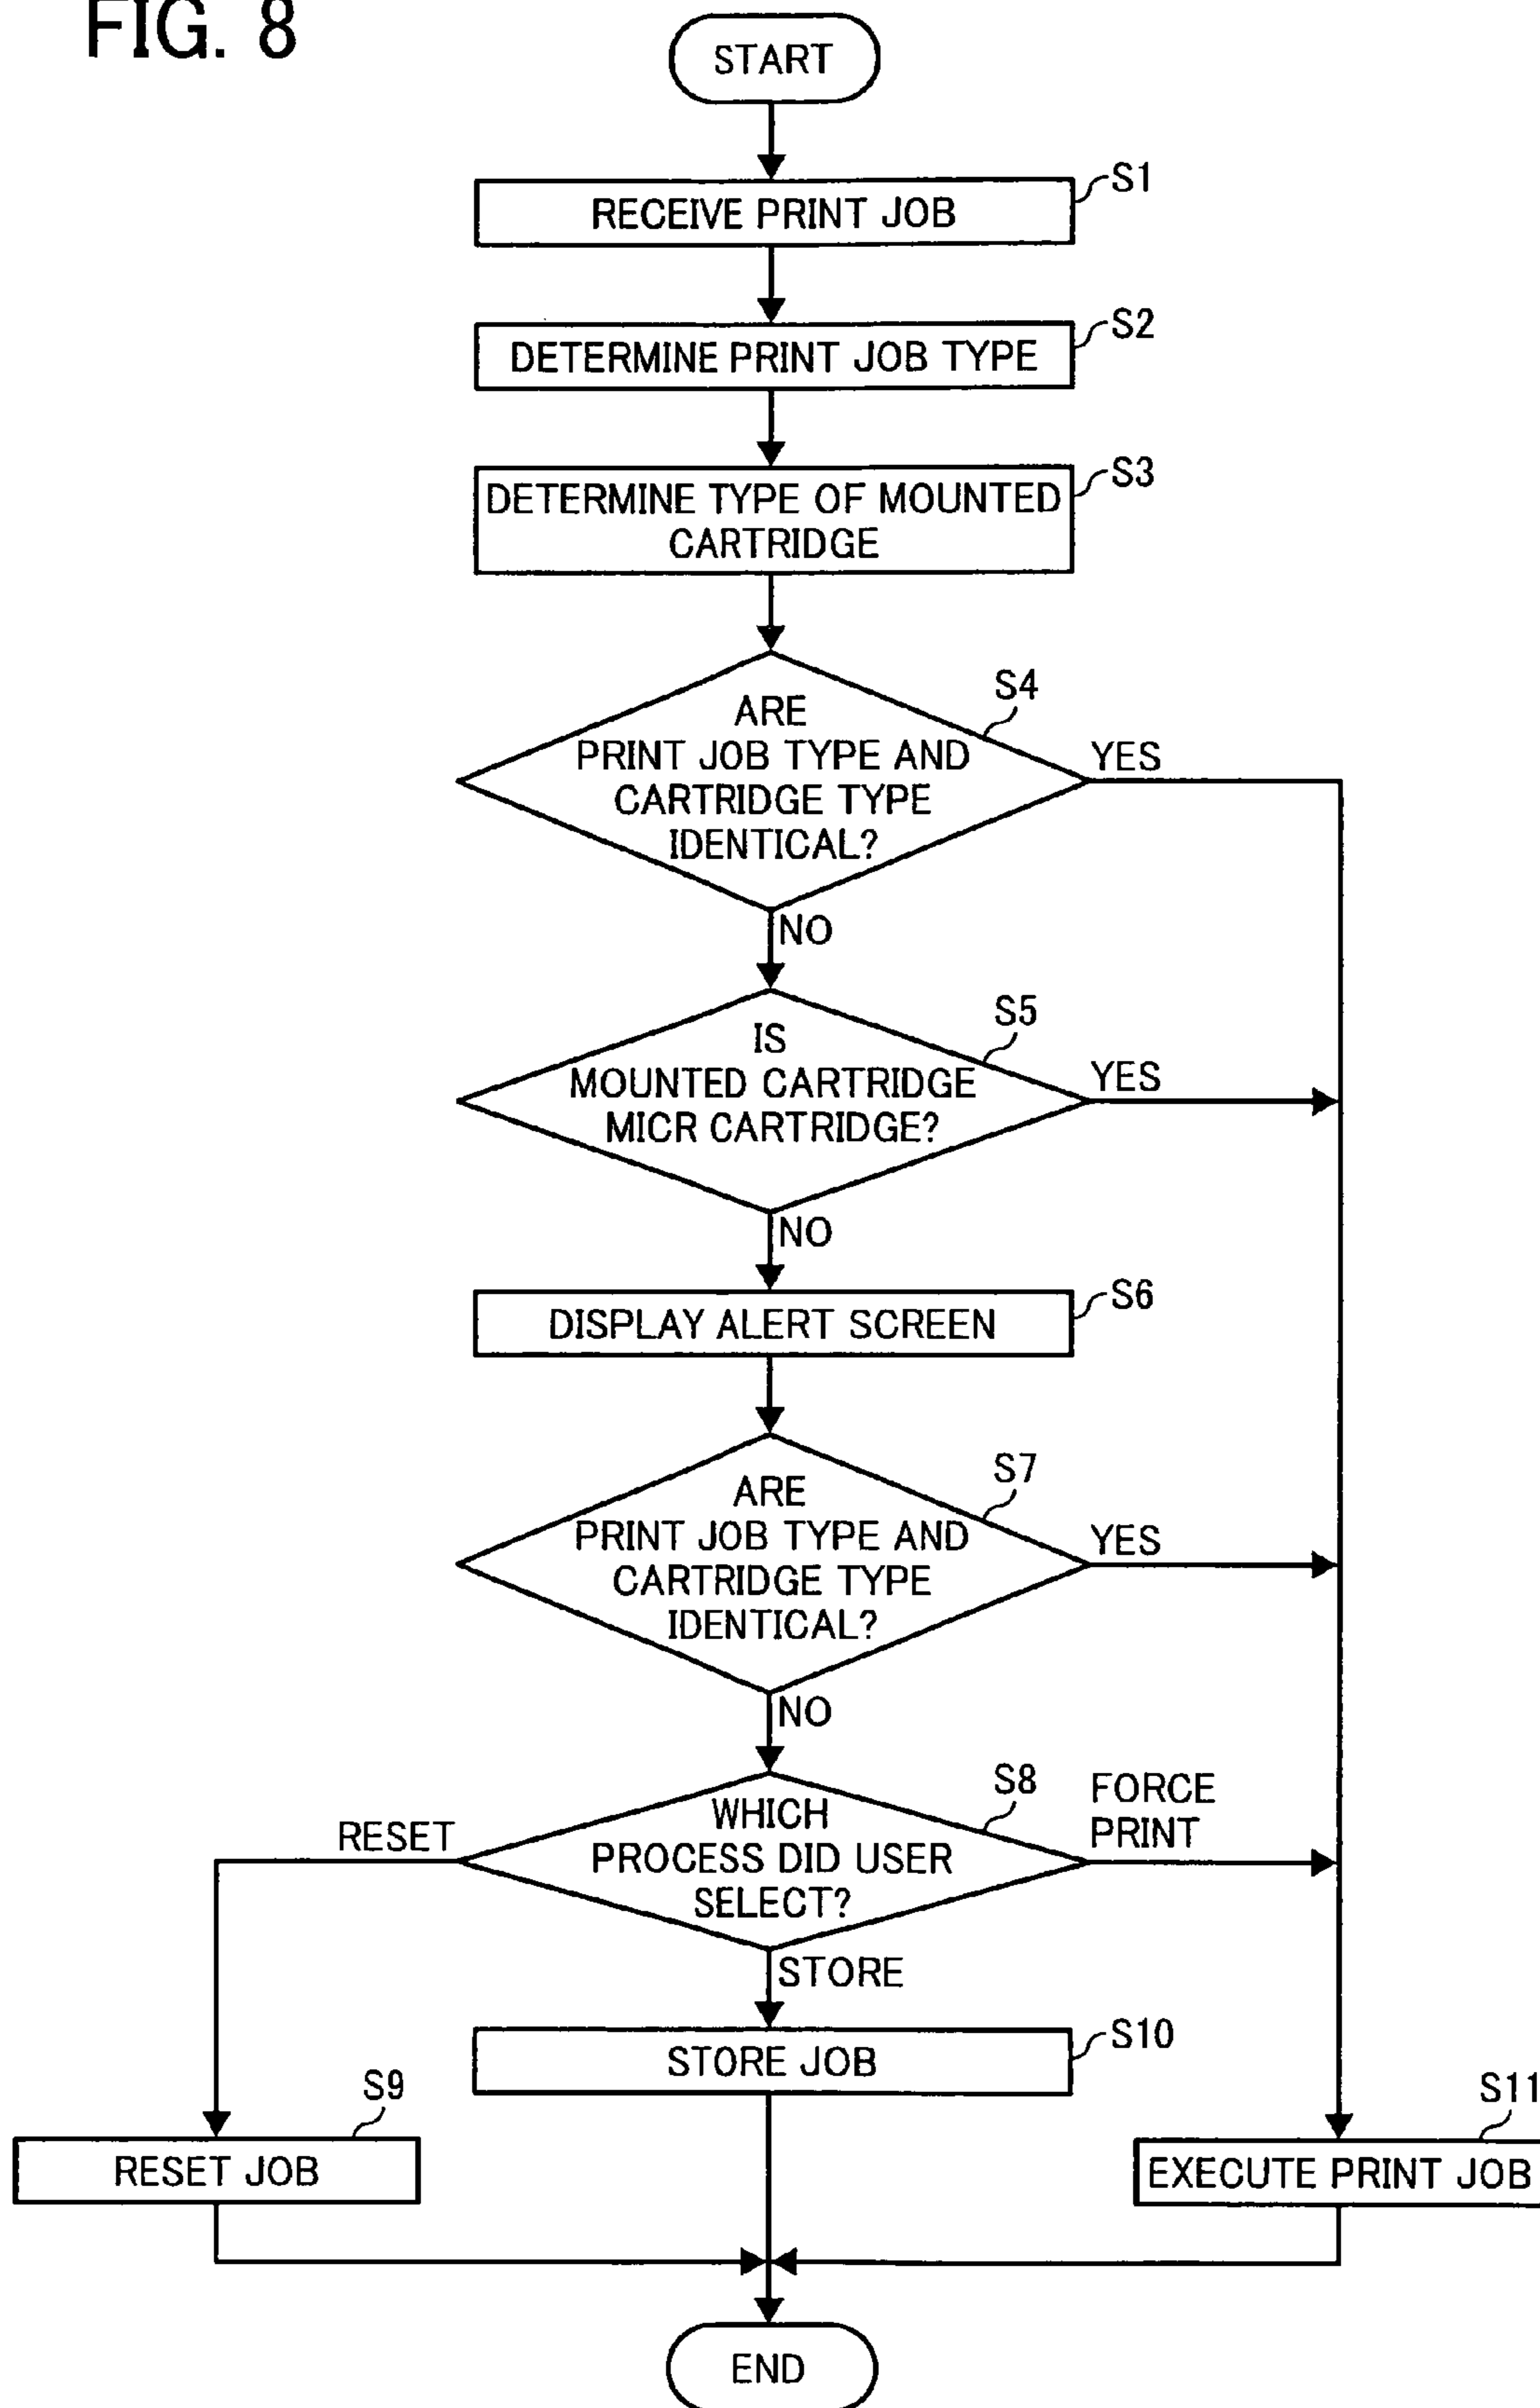 FIG. 8
START
S1
RECEIVE PRINT JOB
S2
DETERMINE PRINT JOB TYPE
S3
DETERMINE TYPE OF MOUNTED
CARTRIDGE
S4
ARE
PRINT JOB TYPE AND
CARTRIDGE TYPE
IDENTICAL?
YES
NO
S5
IS
MOUNTED CARTRIDGE
MICR CARTRIDGE?
YES
NO
S6
DISPLAY ALERT SCREEN
S7
ARE
PRINT JOB TYPE AND
CARTRIDGE TYPE
IDENTICAL?
YES
NO
S8
WHICH
PROCESS DID USER
SELECT?
RESET
FORCE
PRINT
STORE
S10
STORE JOB
S9
RESET JOB
S11
EXECUTE PRINT JOB
END